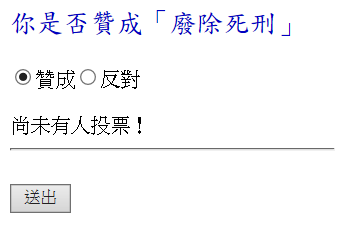 你是否贊成「廢除死刑」
贊成 反對
尚未有人投票！
送出